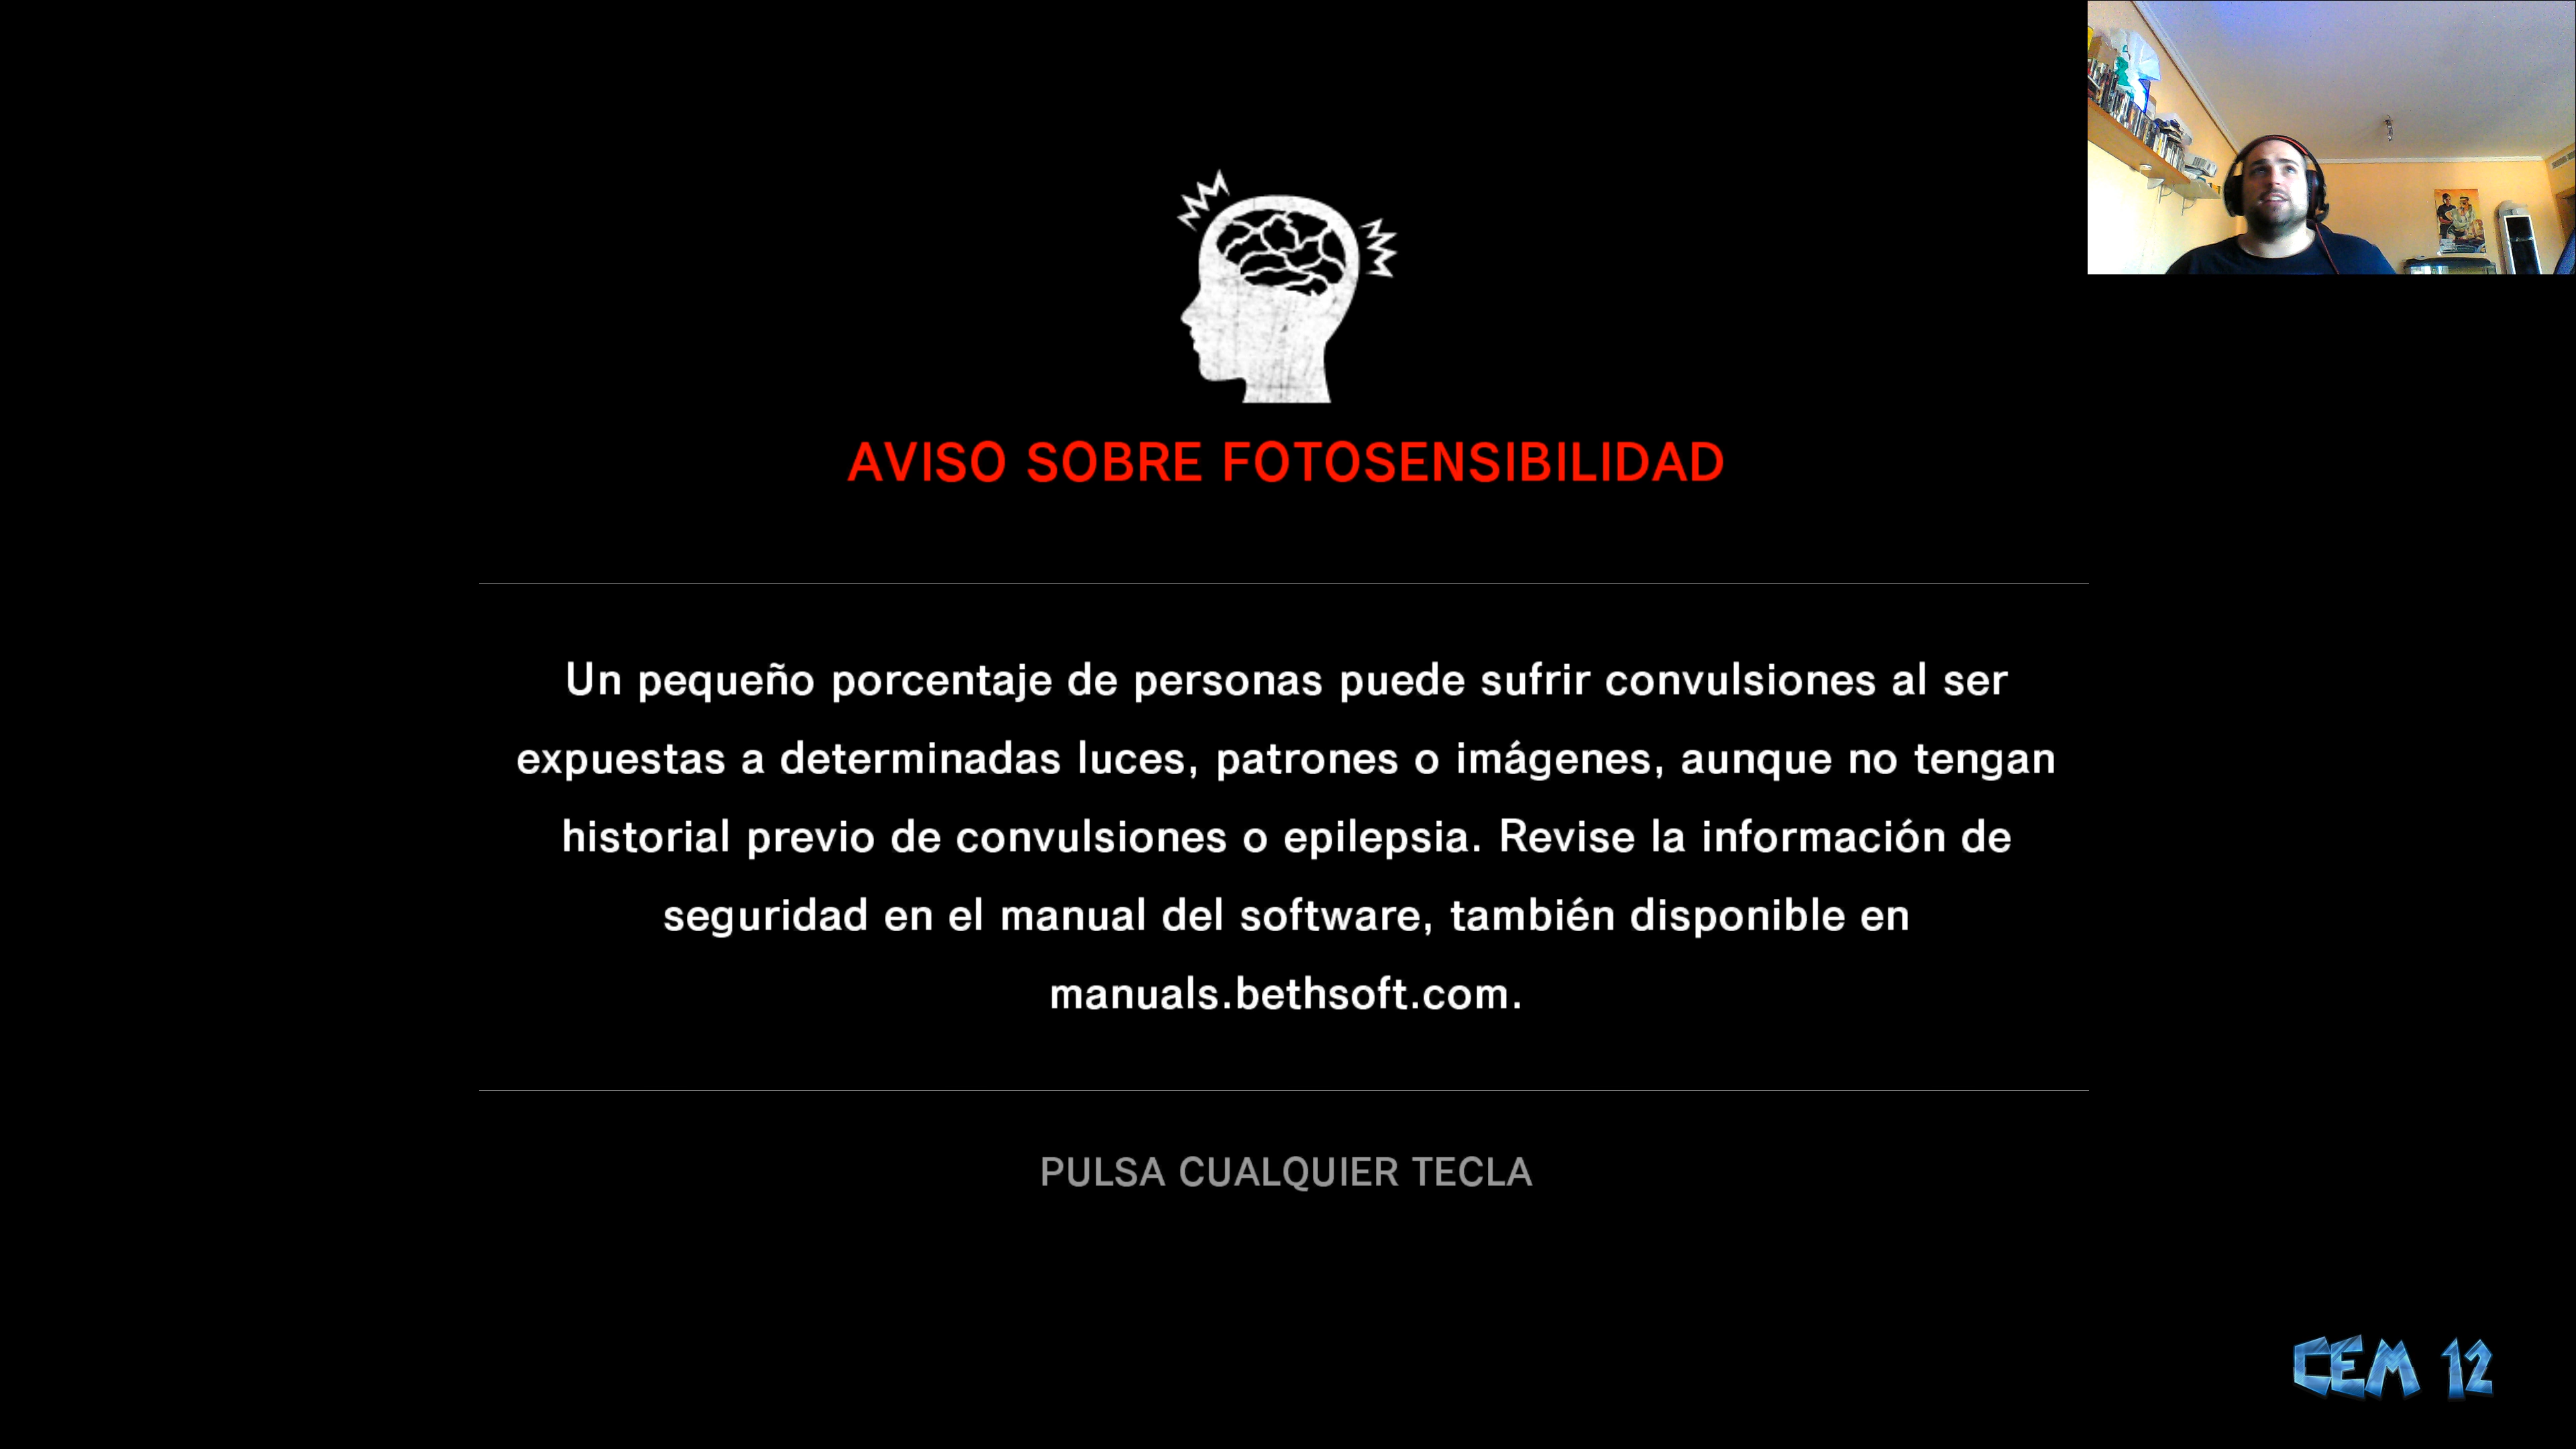 AVISO SOBRE FOTOSENSIBILIDAD
Un pequeño porcentaje de personas puede sufrir convulsiones al ser
expuestas a determinadas luces, patrones o imágenes, aunque no tengan
historial previo de convulsiones o epilepsia. Revise la información de
seguridad en el manual del software, también disponible en
manuals.bethsoft.com.
PULSA CUALQUIER TECLA
CEM 12